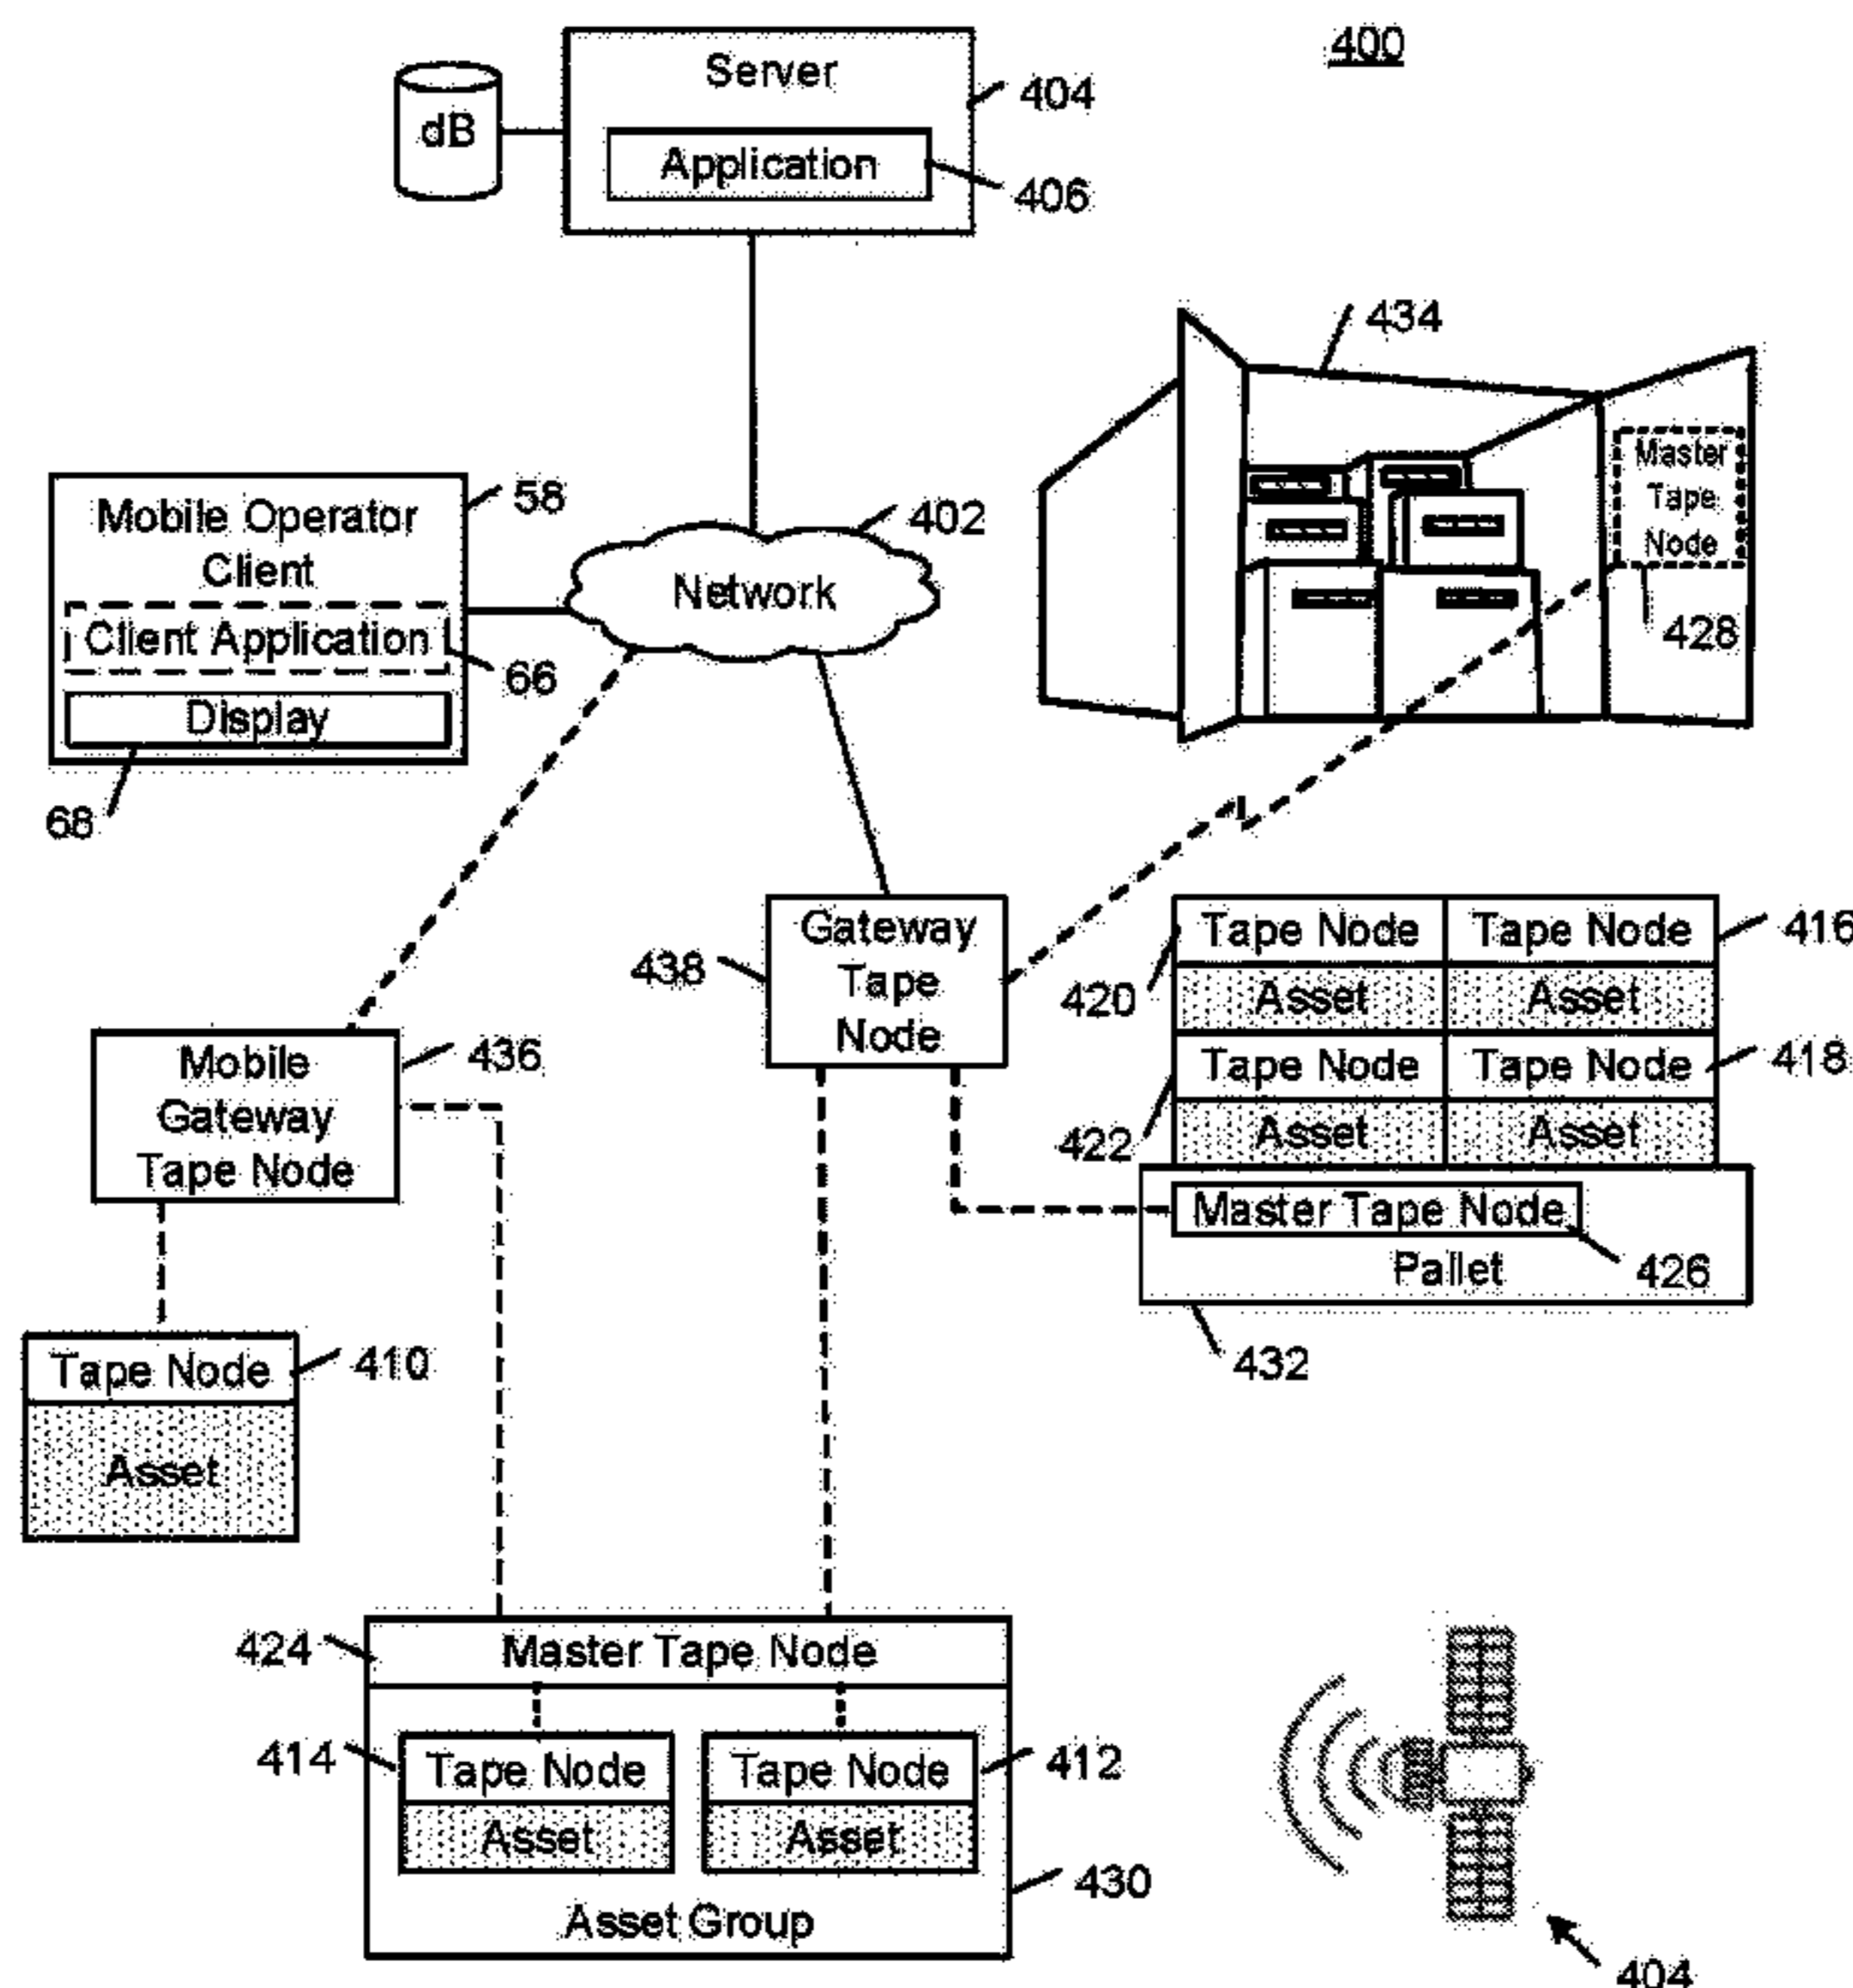 400
Server
404
dB
Application
406
434
Master
Tape
Node
428
58
Mobile Operator
Client
Client Application
66
Display
68
402
Network
Gateway
Tape
Node
438
Tape Node Tape Node
416
420
Asset Asset
Tape Node Tape Node
418
422
Asset Asset
Master Tape Node
426
Pallet
432
Mobile
Gateway
Tape Node
436
Tape Node
410
Asset
424
Master Tape Node
414
Tape Node Tape Node
412
Asset Asset
430
Asset Group
404